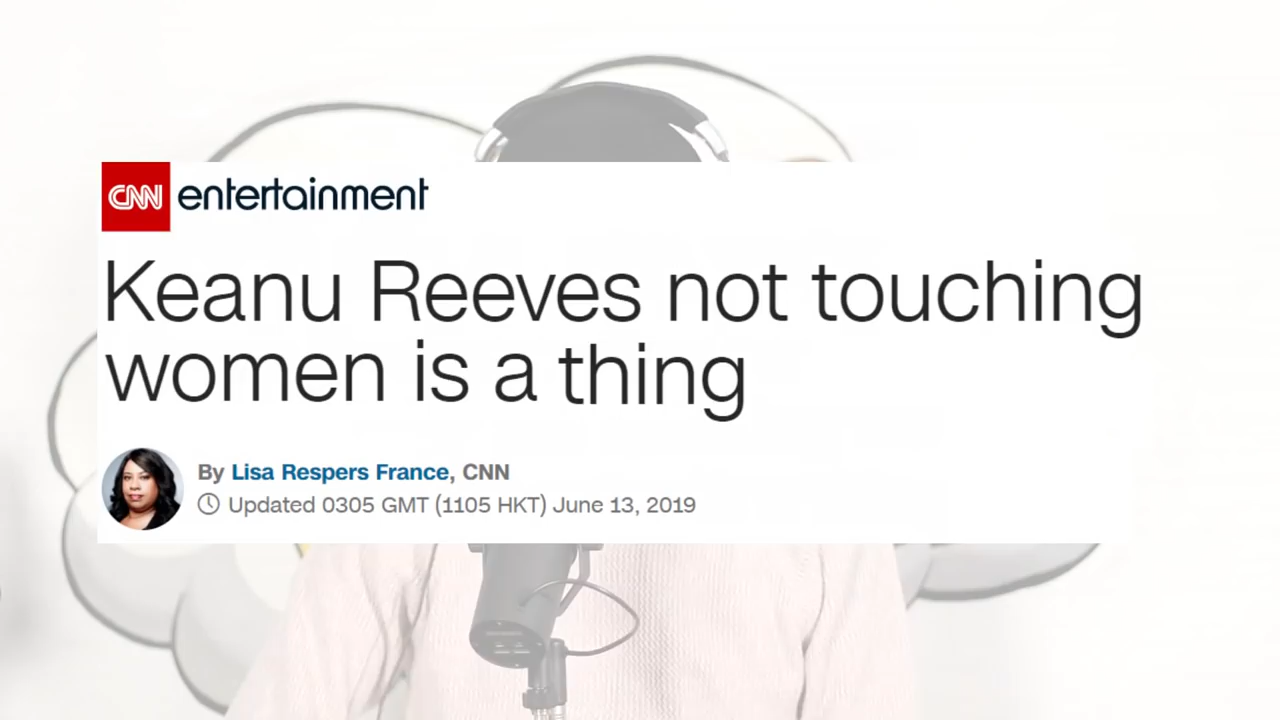 CNN entertainment
Keanu Reeves not touching
women is a thing
By Lisa Respers France, CNN
Updated 0305 GMT (1105 HKT) June 13, 2019